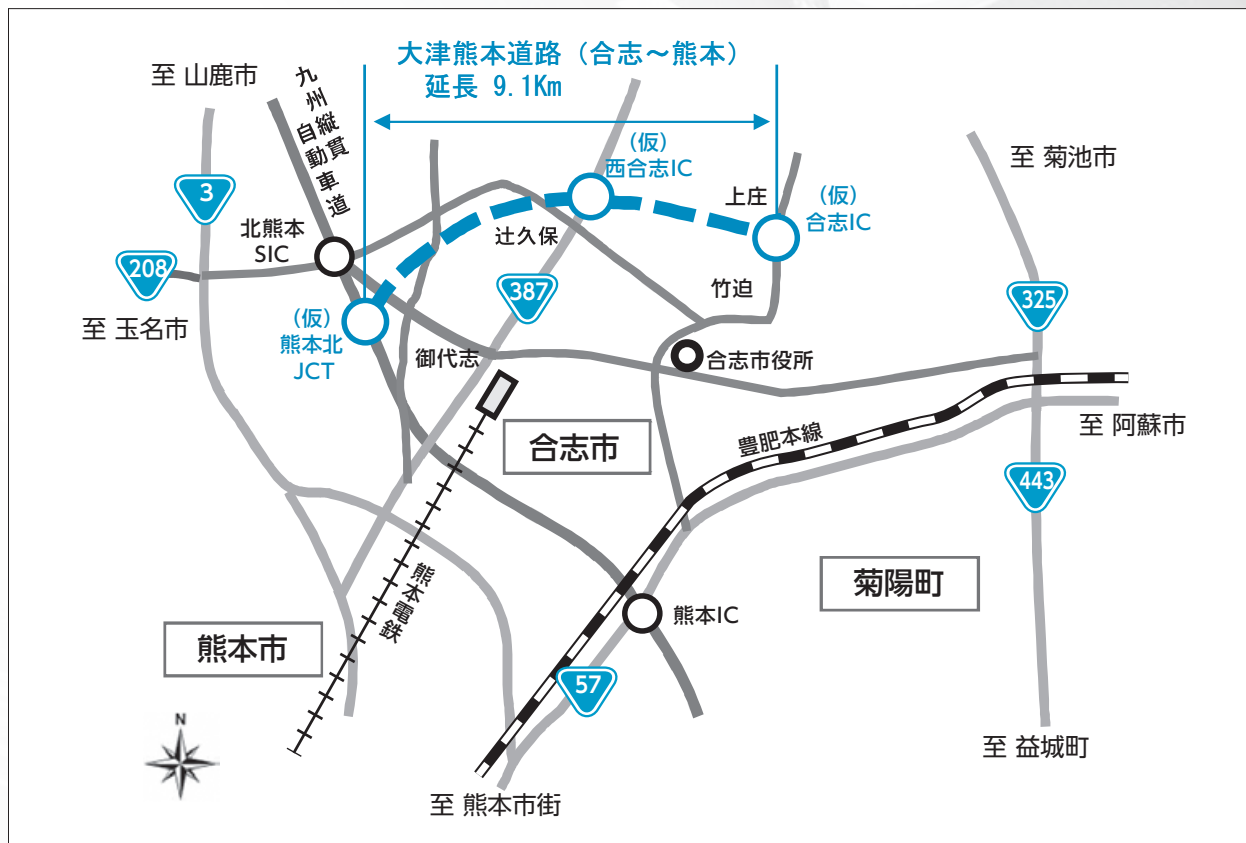 大津熊本道路（合志～熊本）
延長 9.1Km
至 山鹿市
九州縦貫
自動車道
至 菊池市
（仮）
西合志IC
上庄
（仮）
合志IC
3
北熊本
SIC
辻久保
208
至 玉名市
竹迫
387
325
（仮）
熊本北
JCT
御代志
合志市役所
至 阿蘇市
合志市
豊肥本線
443
熊本電鉄
菊陽町
熊本IC
熊本市
57
N
至 益城町
至 熊本市街